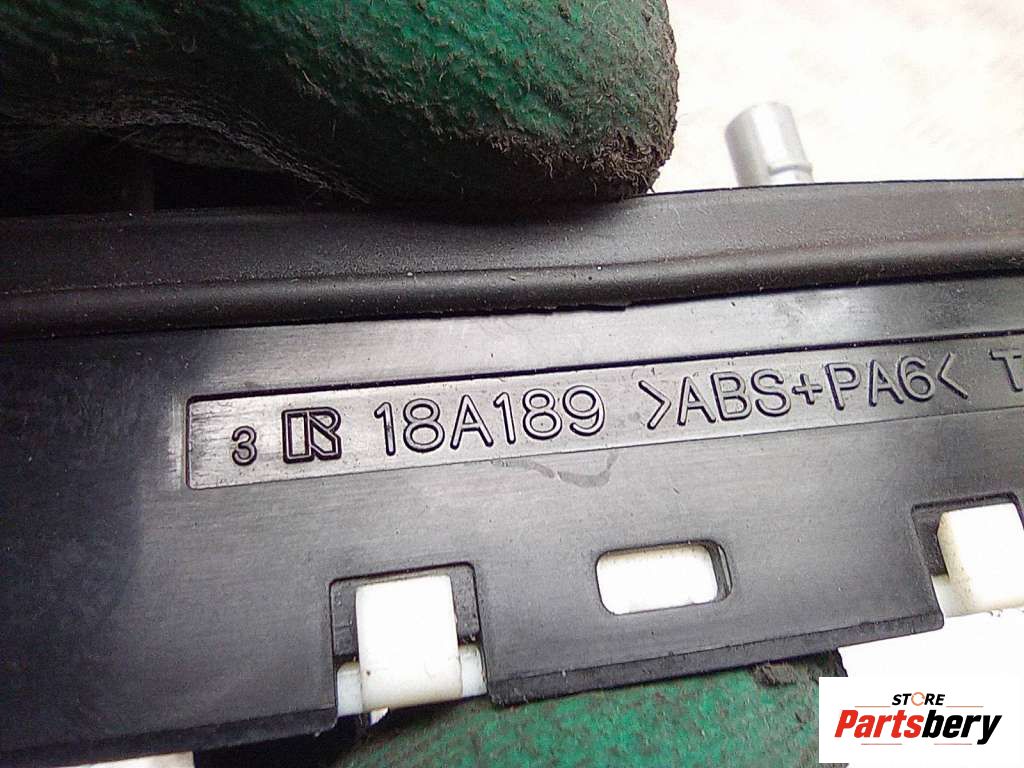 3 R 18A189 >ABS+PA6< T
STORE
Partsbery